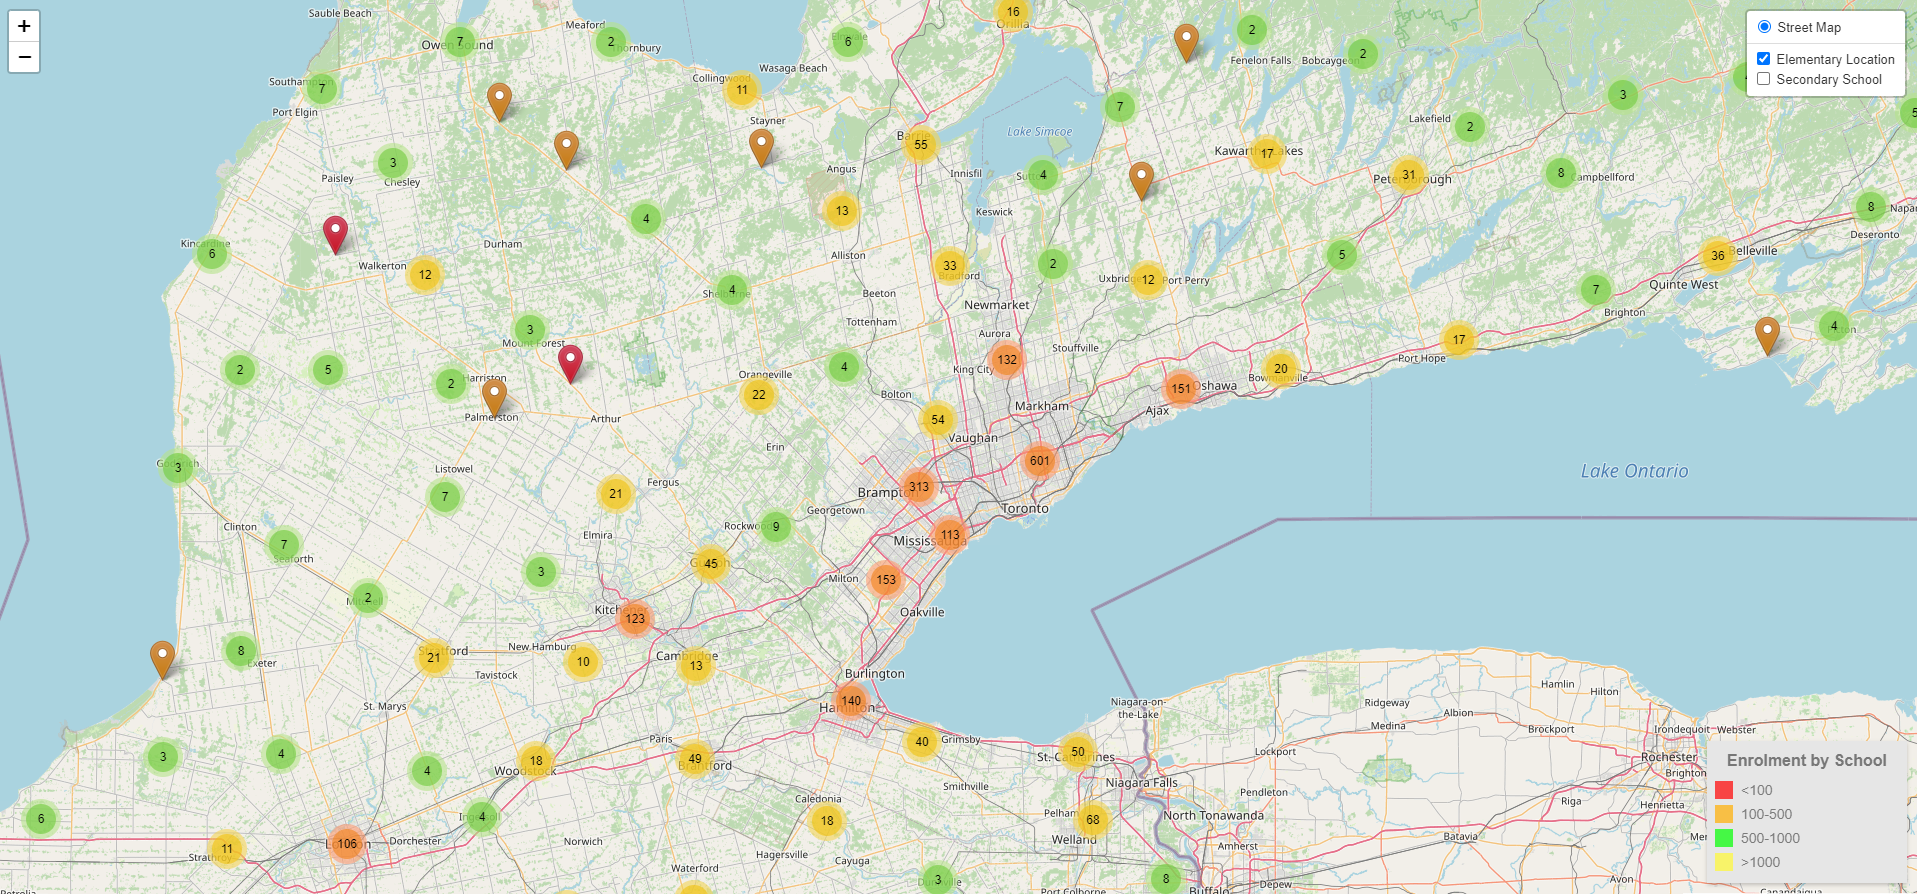 +
−
Street Map
Elementary Location
Secondary School
Sauble Beach
Meaford
16
Orillia
7
Owen Sound
2
Thornbury
6
2
Fenelon Falls
Bobcaygeon
2
Wasaga Beach
Collingwood
11
Southampton
7
Port Elgin
7
3
5
Stayner
Lakefield
2
Lake Simcoe
Barrie
55
Kawartha Lakes
17
3
Chesley
Paisley
Angus
Innisfil
Sutton
4
Peterborough
31
8
Campbellford
13
4
Keswick
8
Napanee
Deseronto
Kincardine
6
Durham
Walkerton
12
Alliston
33
Bradford
2
Uxbridge
12
Port Perry
5
36
Belleville
Quinte West
7
Brighton
Shelburne
4
Beeton
Newmarket
Tottenham
Aurora
3
Mount Forest
132
Stouffville
17
Port Hope
4
Picton
2
5
2
Harriston
Palmerston
Arthur
Orangeville
22
4
King City
Bolton
151
Oshawa
Ajax
20
Bowmanville
Markham
54
Vaughan
Erin
Goderich
3
Listowel
7
Fergus
21
601
Toronto
Lake Ontario
Brampton
313
Georgetown
Clinton
7
Seaforth
Elmira
Rockwood
9
Mississauga
113
3
Guelph
45
Milton
153
Oakville
2
Mitchell
Kitchener
123
8
Exeter
21
Stratford
New Hamburg
10
Cambridge
13
Tavistock
Burlington
St. Marys
140
Hamilton
Niagara-on-
the-Lake
Ridgeway
Medina
Albion
Hamlin
Hilton
Brockport
Irondequoit
Webster
3
4
4
18
Woodstock
Paris
49
Brantford
40
Grimsby
50
St. Catharines
Lockport
Rochester
Brighton
Niagara Falls
Smithville
Pendleton
Riga
Henrietta
6
Ingersoll
4
Caledonia
18
Pelham
68
Welland
North Tonawanda
Batavia
11
Strathroy
London
106
Dorchester
Norwich
Hagersville
Cayuga
Waterford
Amherst
3
Dunnville
8
Port Colborne
Buffalo
Depew
Avon
Canandaigua
Petrolia
Enrolment by School
<100
100-500
500-1000
>1000